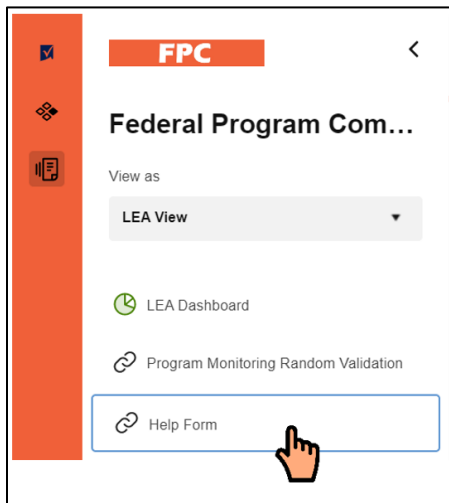 FPC
Federal Program Com...
View as
LEA View
LEA Dashboard
Program Monitoring Random Validation
Help Form